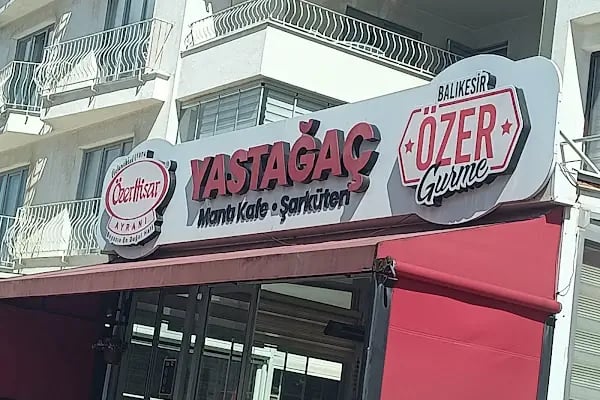 Özerhisar
AYRANI
YASTAĞAÇ
Mantı Kafe • Şarküteri
BALIKESİR
ÖZER
Gurme